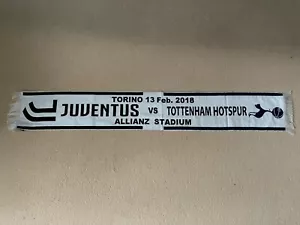 TORINO 13 Feb. 2018
JUVENTUS VS TOTTENHAM HOTSPUR
ALLIANZ STADIUM